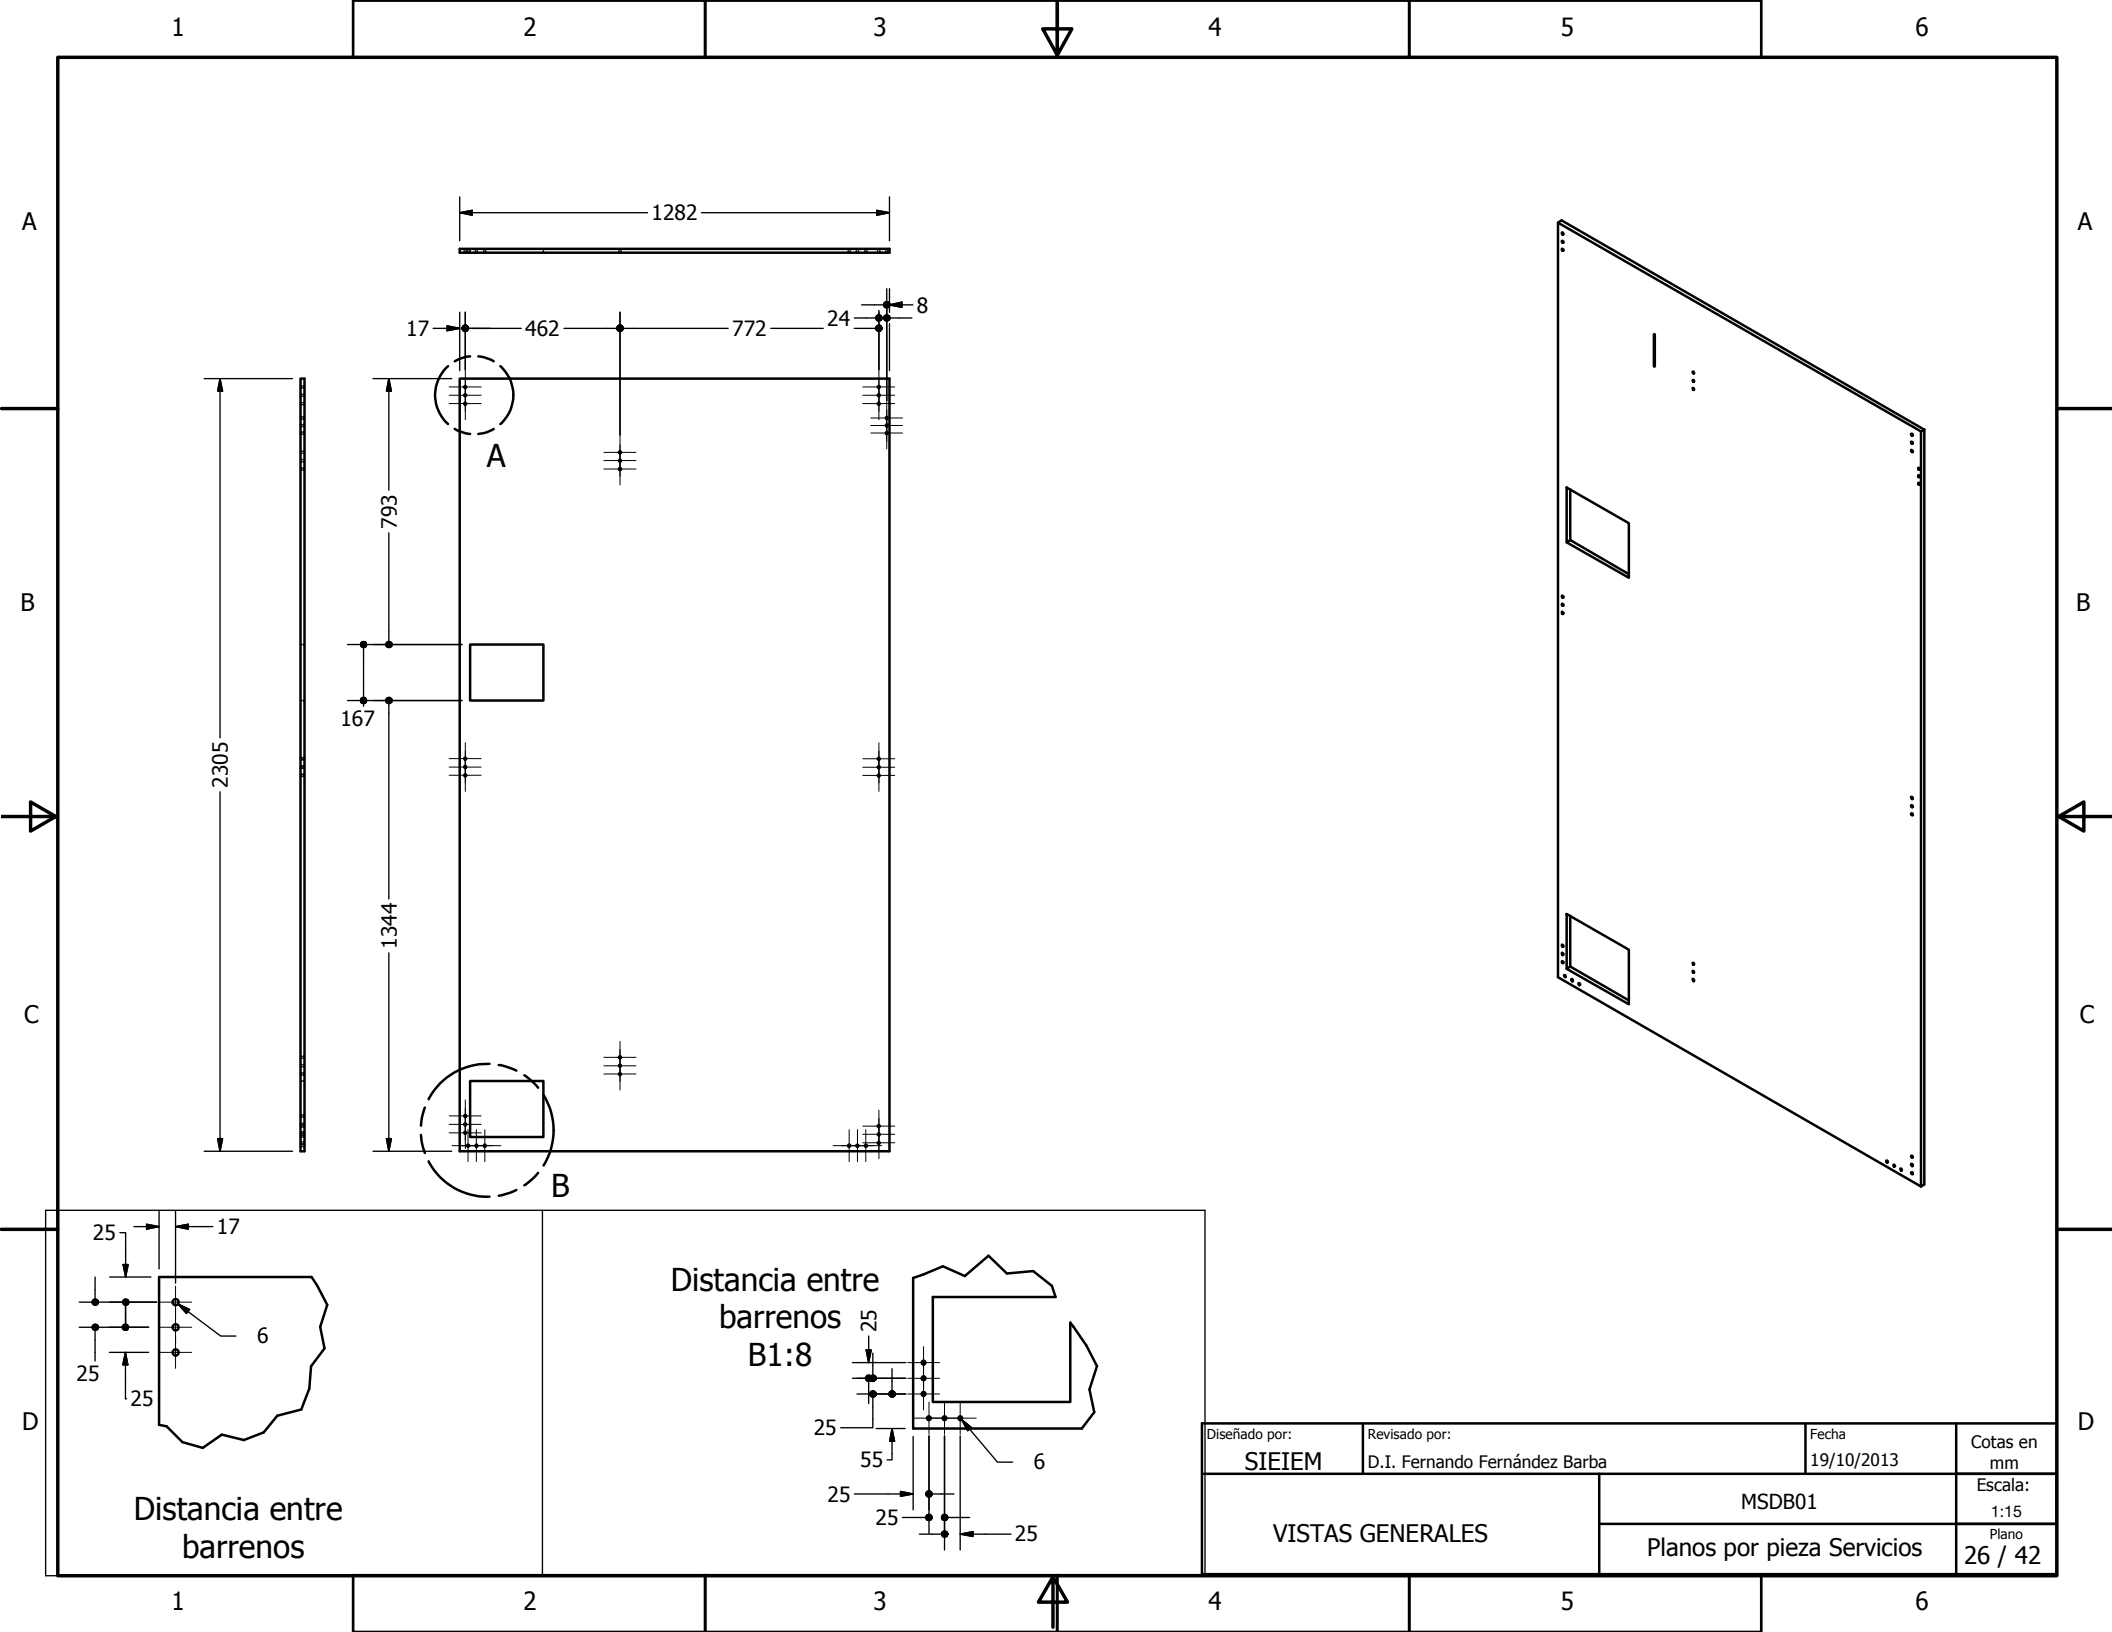 1 2 3 4 5 6
A A
1282
8
24
17 462 772
A
793
B B
167
2305
1344
C C
B
25 17
6
25
25
Distancia entre
barrenos
Distancia entre
barrenos
B1:8
25
25
55
6
25
25
25
D D
Diseñado por:
SIEIEM
Revisado por:
D.I. Fernando Fernández Barba
Fecha
19/10/2013
Cotas en
mm
VISTAS GENERALES
MSDB01
Escala:
1:15
Planos por pieza Servicios
Plano
26 / 42
1 2 3 4 5 6